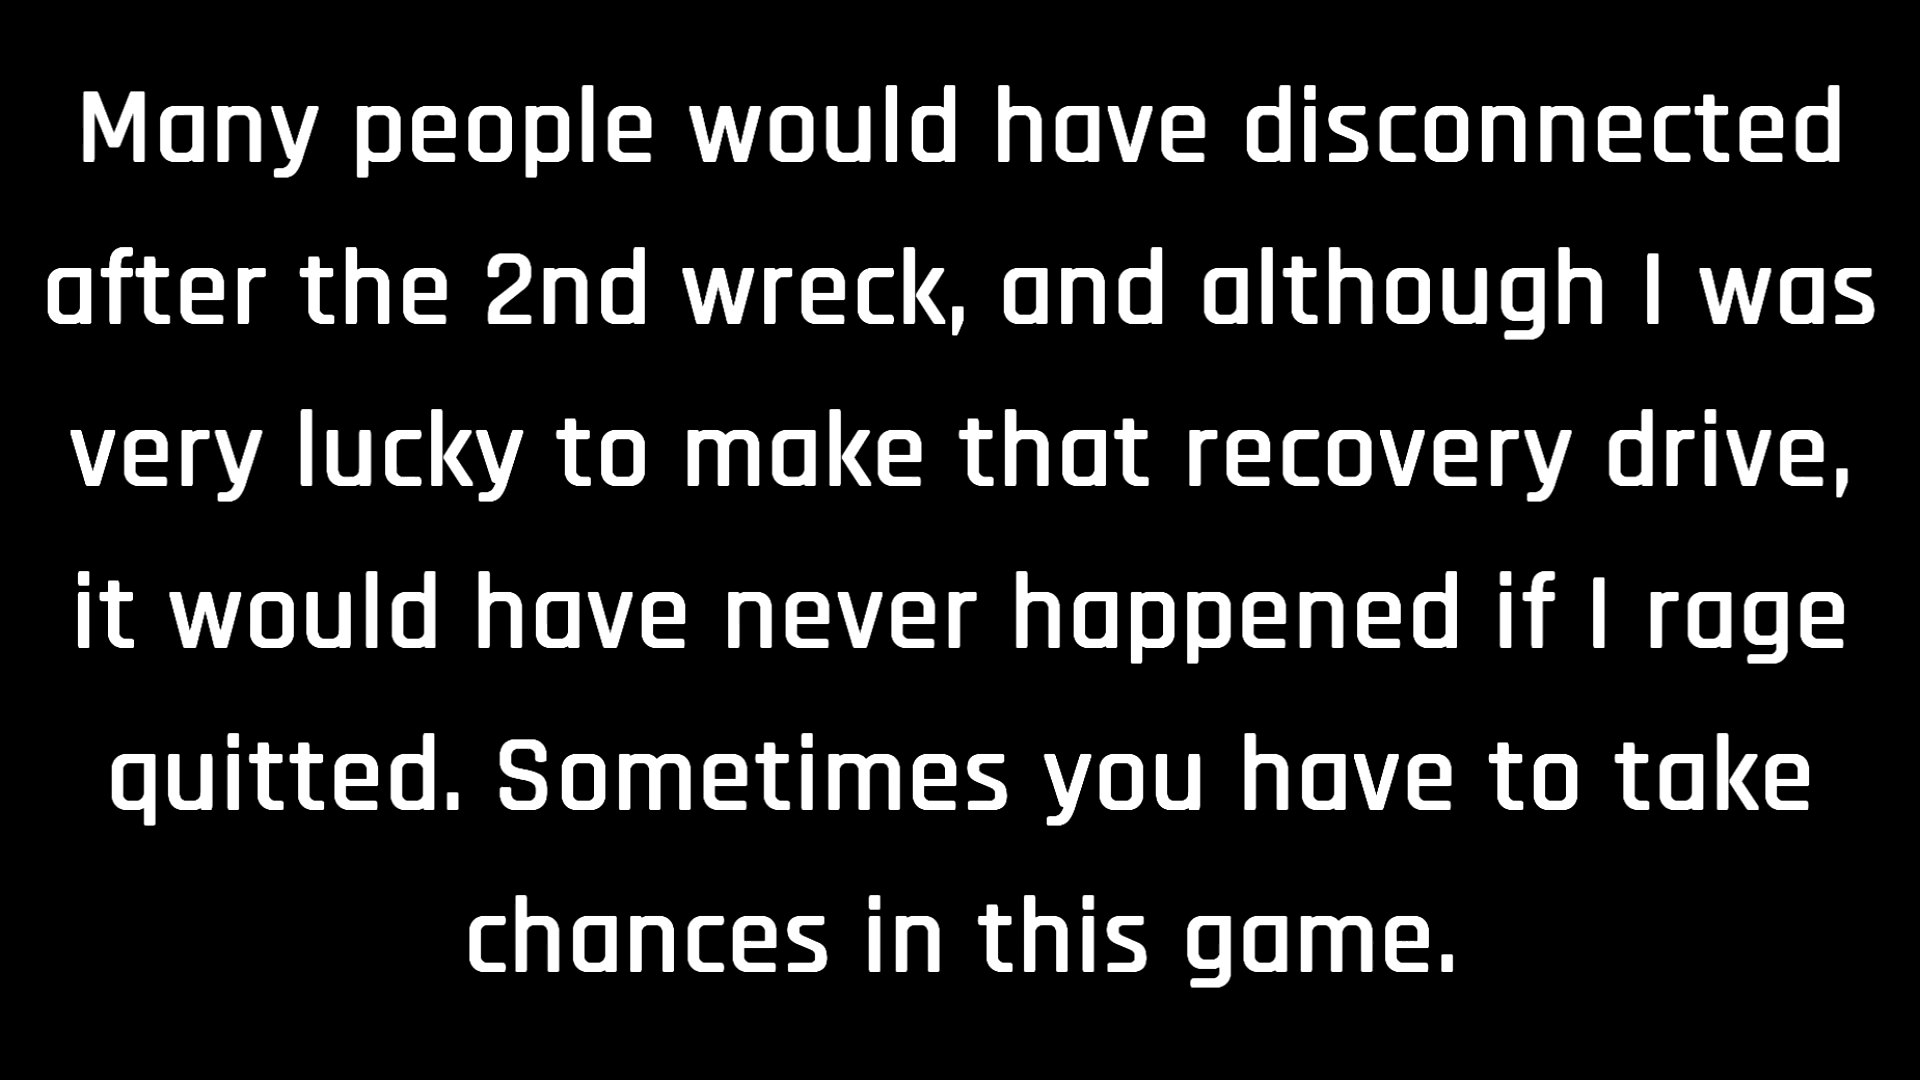 Many people would have disconnected
after the 2nd wreck, and although I was
very lucky to make that recovery drive,
it would have never happened if I rage
quitted. Sometimes you have to take
chances in this game.